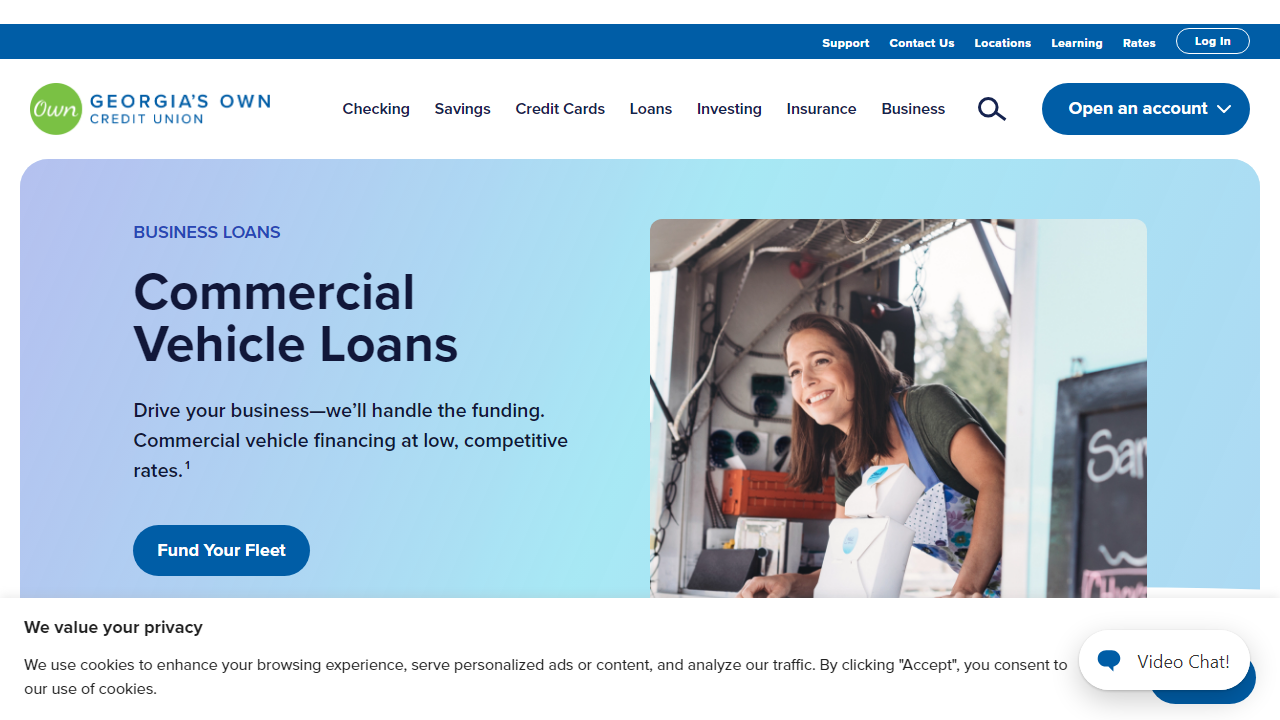 Support Contact Us Locations Learning Rates Log In
Own GEORGIA'S OWN
CREDIT UNION
Checking Savings Credit Cards Loans Investing Insurance Business Open an account
BUSINESS LOANS
Commercial
Vehicle Loans
Drive your business—we'll handle the funding.
Commercial vehicle financing at low, competitive
rates.¹
Fund Your Fleet
We value your privacy
We use cookies to enhance your browsing experience, serve personalized ads or content, and analyze our traffic. By clicking "Accept", you consent to
our use of cookies.
Video Chat!